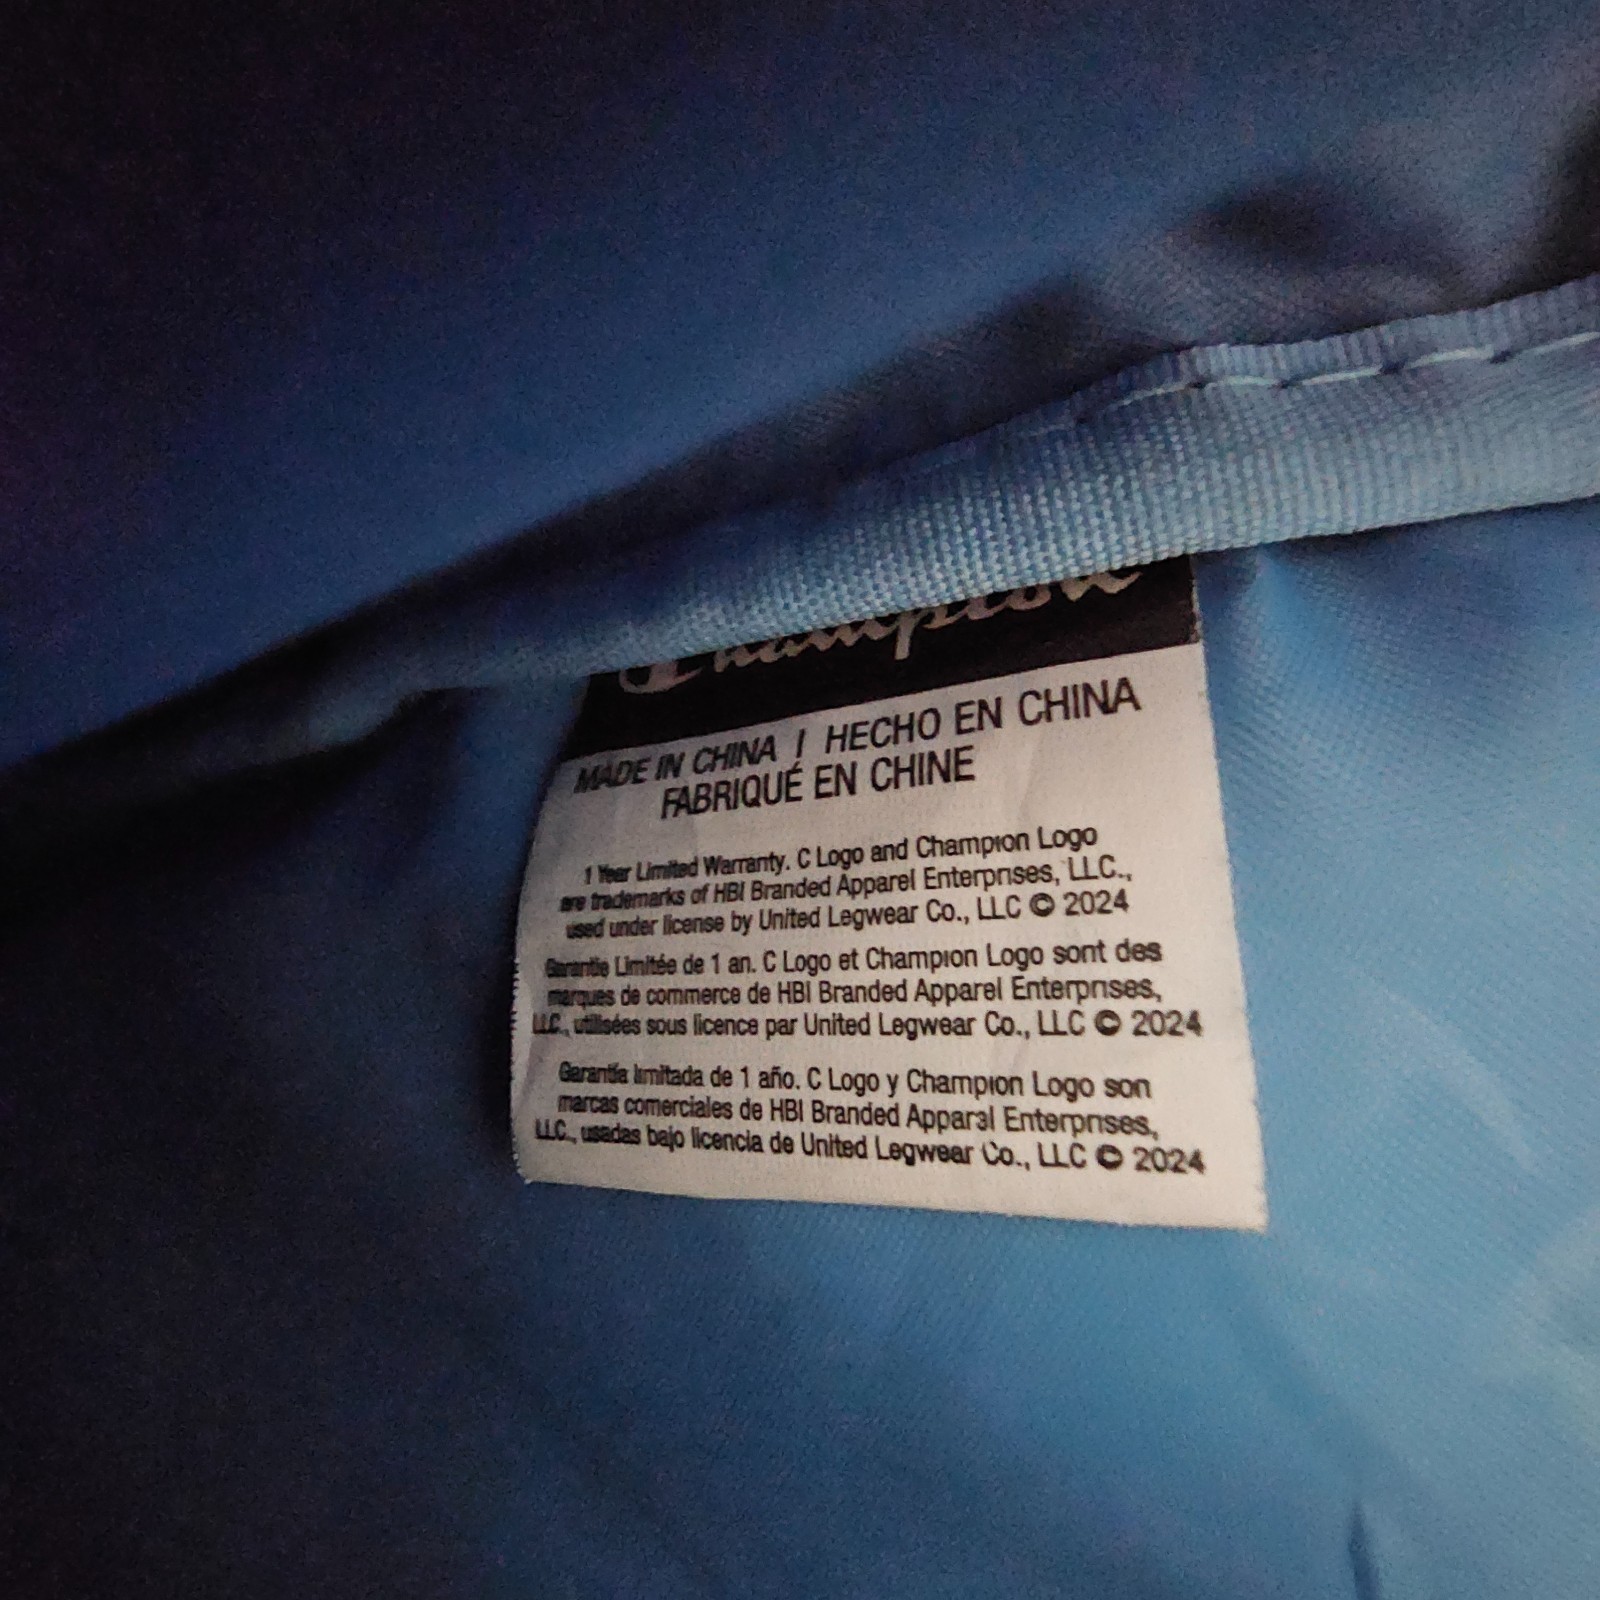 Champion
MADE IN CHINA / HECHO EN CHINA
FABRIQUÉ EN CHINE
1 Year Limited Warranty. C Logo and Champion Logo
are trademarks of HBI Branded Apparel Enterprises, LLC.,
used under license by United Legwear Co., LLC © 2024
Garantie Limitée de 1 an. C Logo et Champion Logo sont des
marques de commerce de HBI Branded Apparel Enterprises,
LLC., utilisées sous licence par United Legwear Co., LLC © 2024
Garantía limitada de 1 año. C Logo y Champion Logo son
marcas comerciales de HBI Branded Apparel Enterprises,
LLC., usadas bajo licencia de United Legwear Co., LLC © 2024